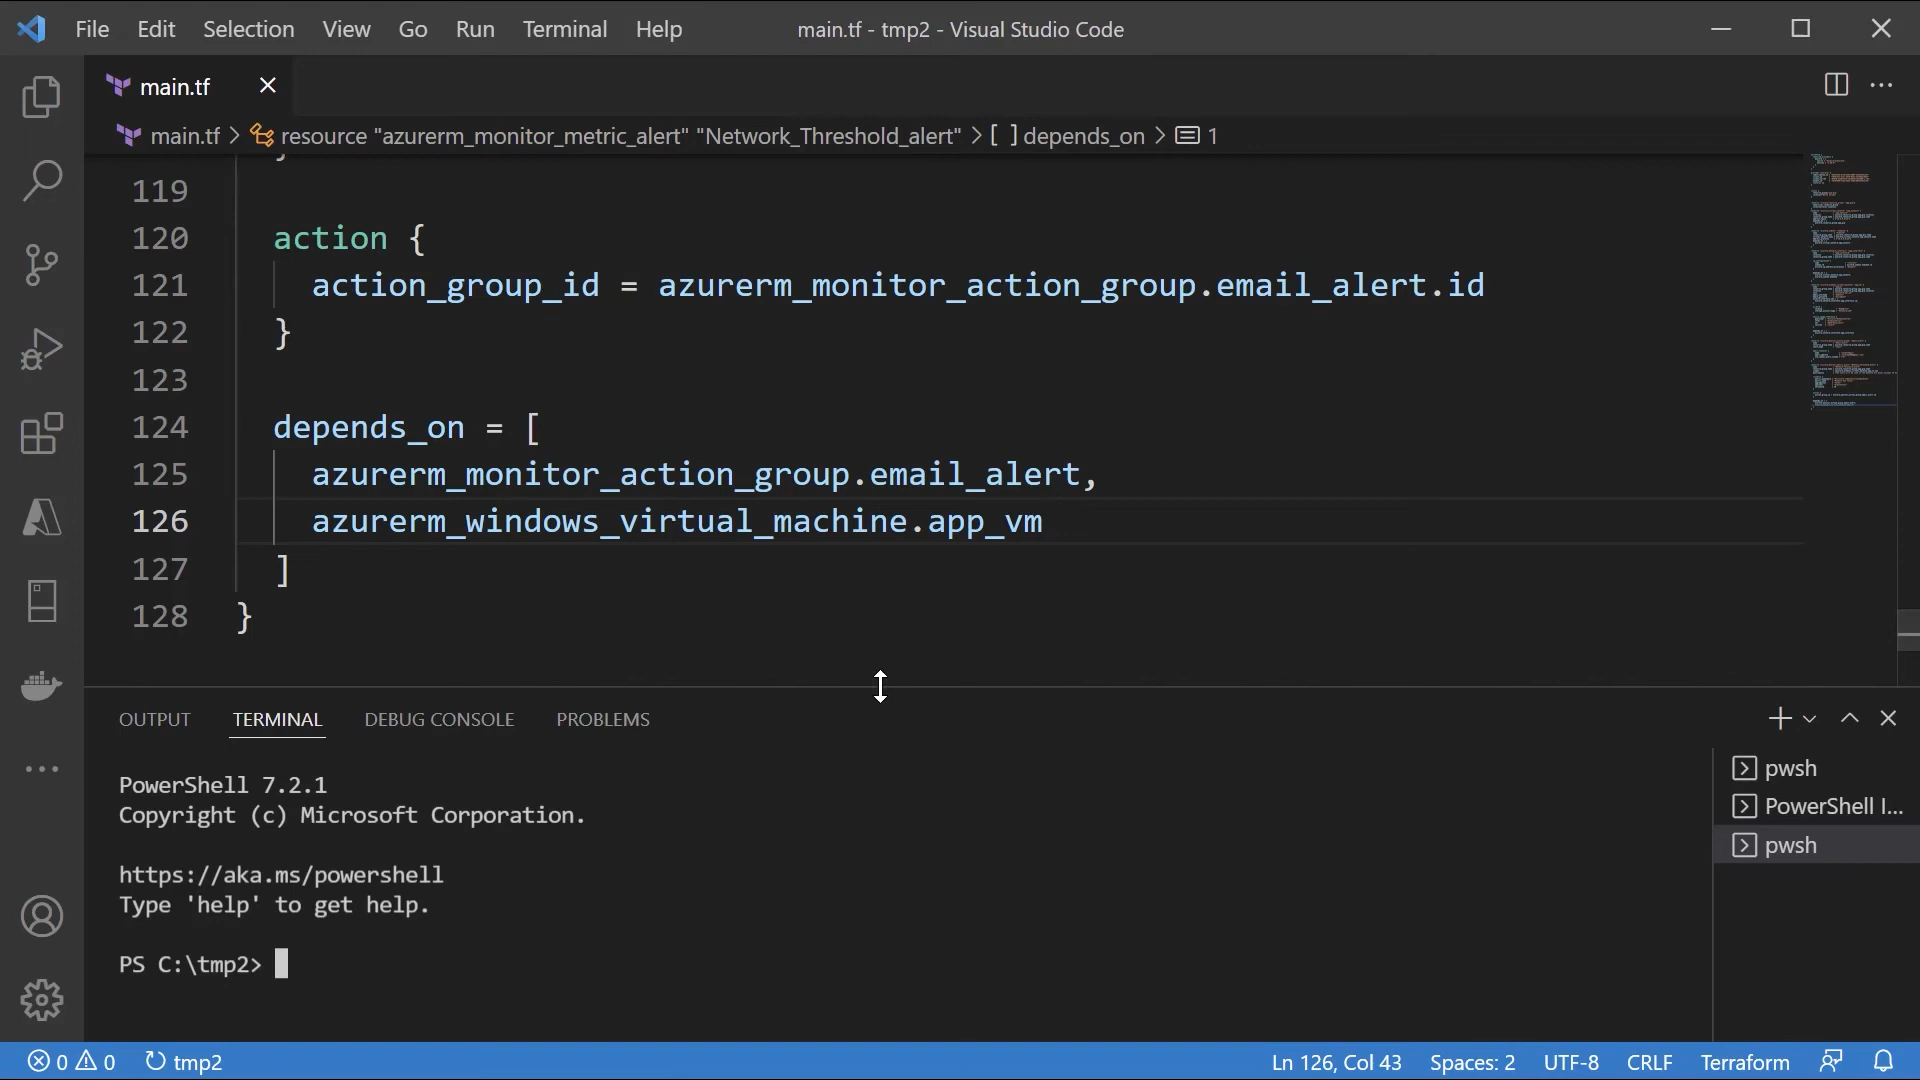 File Edit Selection View Go Run Terminal Help main.tf - tmp2 - Visual Studio Code
main.tf
main.tf > resource "azurerm_monitor_metric_alert" "Network_Threshold_alert" > [ ] depends_on > 1
119
120 action {
121 action_group_id = azurerm_monitor_action_group.email_alert.id
122 }
123
124 depends_on = [
125 azurerm_monitor_action_group.email_alert,
126 azurerm_windows_virtual_machine.app_vm
127 ]
128 }
OUTPUT TERMINAL DEBUG CONSOLE PROBLEMS
PowerShell 7.2.1
Copyright (c) Microsoft Corporation.
https://aka.ms/powershell
Type 'help' to get help.
PS C:\tmp2>
pwsh
PowerShell I...
pwsh
0 0 tmp2 Ln 126, Col 43 Spaces: 2 UTF-8 CRLF Terraform